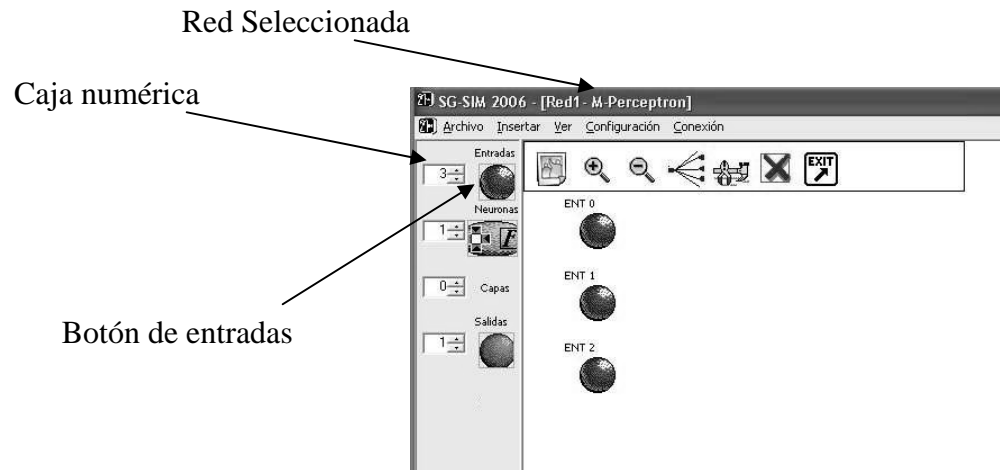 Red Seleccionada
Caja numérica
SG-SIM 2006 - [Red1 - M-Perceptron]
Archivo Insertar Ver Configuración Conexión
Entradas
3
EXIT
Neuronas
ENT 0
1
F
ENT 1
0 Capas
Botón de entradas
Salidas
1
ENT 2